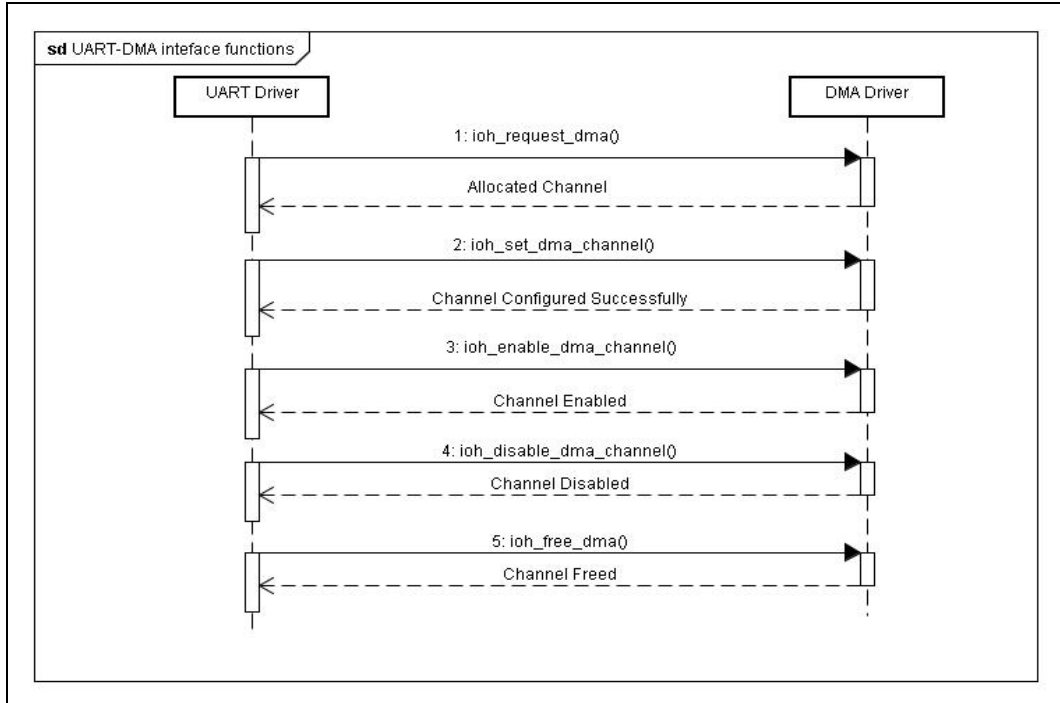 sd UART-DMA inteface functions
UART Driver
DMA Driver
1: ioh_request_dma()
Allocated Channel
2: ioh_set_dma_channel()
Channel Configured Successfully
3: ioh_enable_dma_channel()
Channel Enabled
4: ioh_disable_dma_channel()
Channel Disabled
5: ioh_free_dma()
Channel Freed